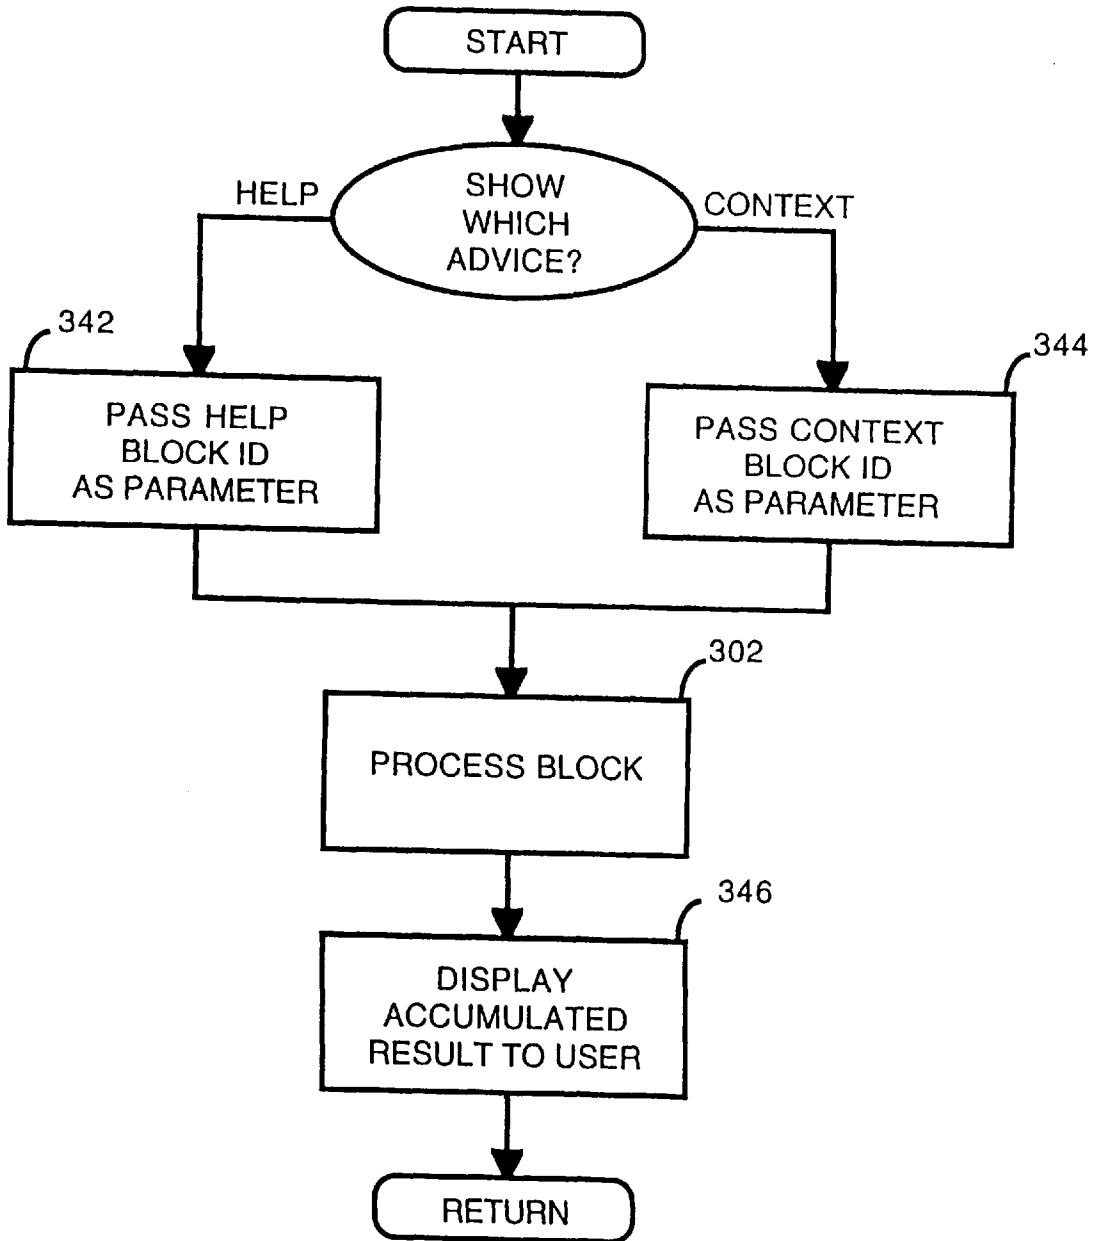 START
SHOW
WHICH
ADVICE?
HELP
CONTEXT
342
PASS HELP
BLOCK ID
AS PARAMETER
344
PASS CONTEXT
BLOCK ID
AS PARAMETER
302
PROCESS BLOCK
346
DISPLAY
ACCUMULATED
RESULT TO USER
RETURN